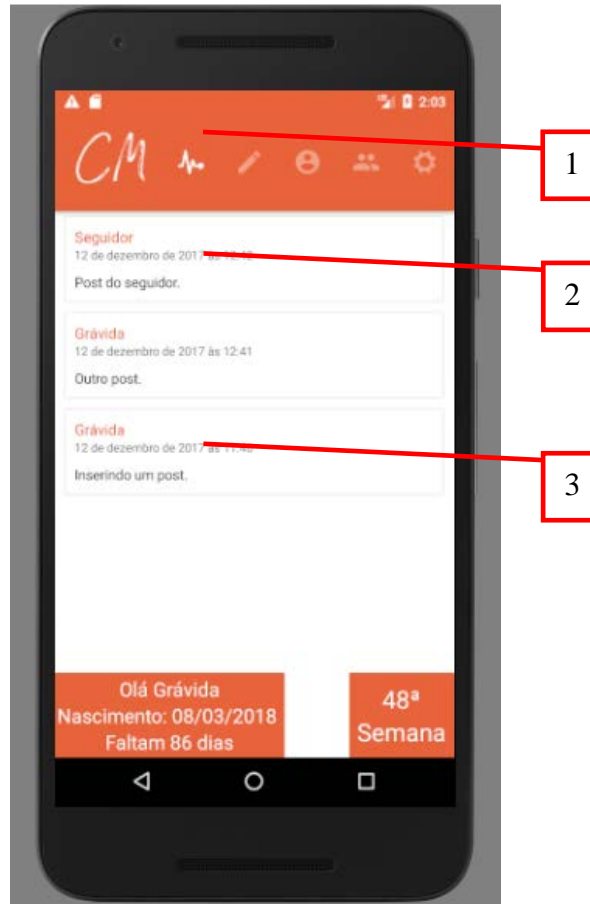 2:03
CM
1
Seguidor
12 de dezembro de 2017 às
2
Post do seguidor.
Grávida
12 de dezembro de 2017 às 12:41
Outro post.
Grávida
12 de dezembro de 2017 às
3
Inserindo um post.
Olá Grávida
Nascimento: 08/03/2018
Faltam 86 dias
48ª
Semana